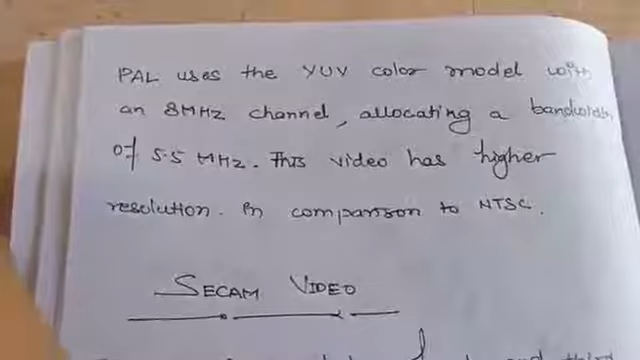 PAL uses the YUV color model with
an 8MHz channel, allocating a bandwidth
of 5.5 MHz. This video has higher
resolution. In comparison to NTSC.
SECAM VIDEO